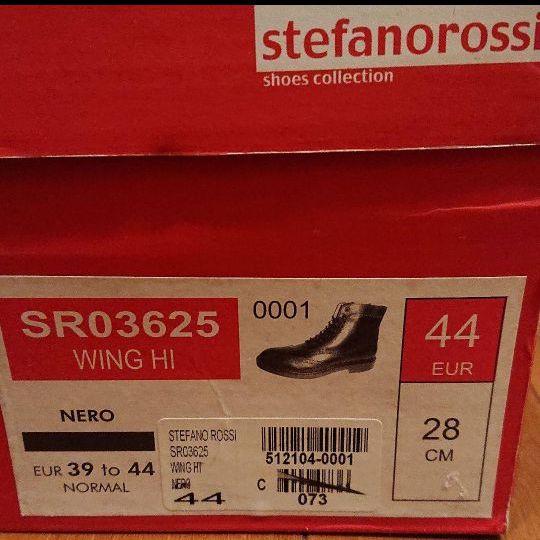 stefanorossi
shoes collection
SR03625
WING HI
0001
44
EUR
NERO
EUR 39 to 44
NORMAL
28
CM
STEFANO ROSSI
SR03625
WING HI
NERO
44
512104-0001
C
073